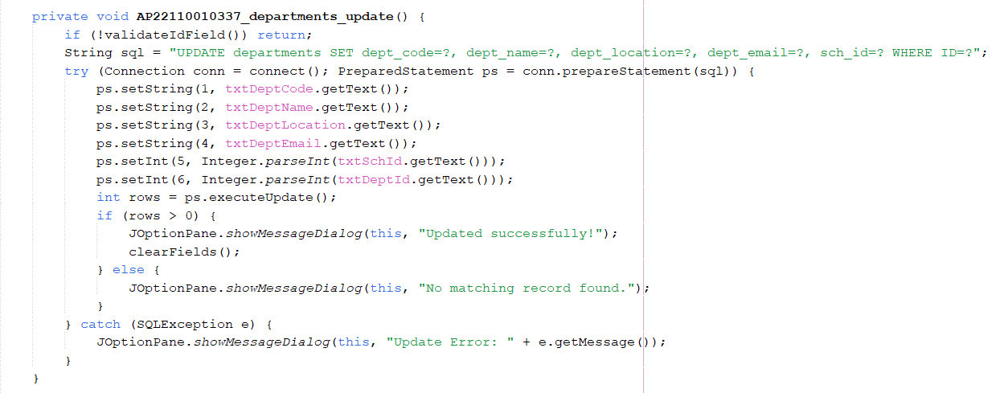 private void AP22110010337_departments_update() {
    if (!validateIdField()) return;
    String sql = "UPDATE departments SET dept_code=?, dept_name=?, dept_location=?, dept_email=?, sch_id=? WHERE ID=?";
    try (Connection conn = connect(); PreparedStatement ps = conn.prepareStatement(sql)) {
        ps.setString(1, txtDeptCode.getText());
        ps.setString(2, txtDeptName.getText());
        ps.setString(3, txtDeptLocation.getText());
        ps.setString(4, txtDeptEmail.getText());
        ps.setInt(5, Integer.parseInt(txtSchId.getText()));
        ps.setInt(6, Integer.parseInt(txtDeptId.getText()));
        int rows = ps.executeUpdate();
        if (rows > 0) {
            JOptionPane.showMessageDialog(this, "Updated successfully!");
            clearFields();
        } else {
            JOptionPane.showMessageDialog(this, "No matching record found.");
        }
    } catch (SQLException e) {
        JOptionPane.showMessageDialog(this, "Update Error: " + e.getMessage());
    }
}